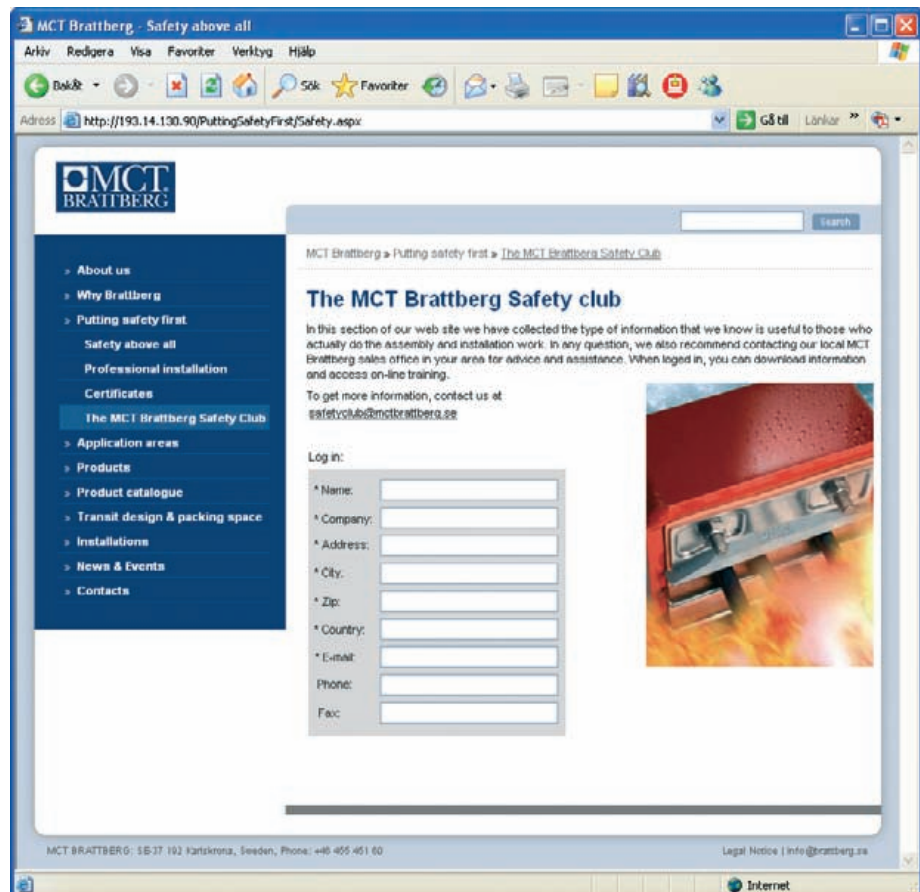 MCT Brattberg - Safety above all
Arkiv Redigera Visa Favoriter Verktyg Hjälp
Bakåt Sök Favoriter
Adress http://193.14.130.90/PuttingSafetyFirst/Safety.aspx Gå till Länkar »
MCT
BRATTBERG
Search
MCT Brattberg » Putting safety first » The MCT Brattberg Safety Club
» About us
» Why Brattberg
» Putting safety first
Safety above all
Professional installation
Certificates
The MCT Brattberg Safety Club
» Application areas
» Products
» Product catalogue
» Transit design & packing space
» Installations
» News & Events
» Contacts
The MCT Brattberg Safety club
In this section of our web site we have collected the type of information that we know is useful to those who
actually do the assembly and installation work. In any question, we also recommend contacting our local MCT
Brattberg sales office in your area for advice and assistance. When loged in, you can download information
and access on-line training.
To get more information, contact us at
safetyclub@mctbrattberg.se
Log in:
* Name:
* Company:
* Address:
* City:
* Zip:
* Country:
* E-mail:
Phone:
Fax:
MCT BRATTBERG: SE-37 192 Karlskrona, Sweden, Phone: +46 455 451 60 Legal Notice | info@brattberg.se
Internet